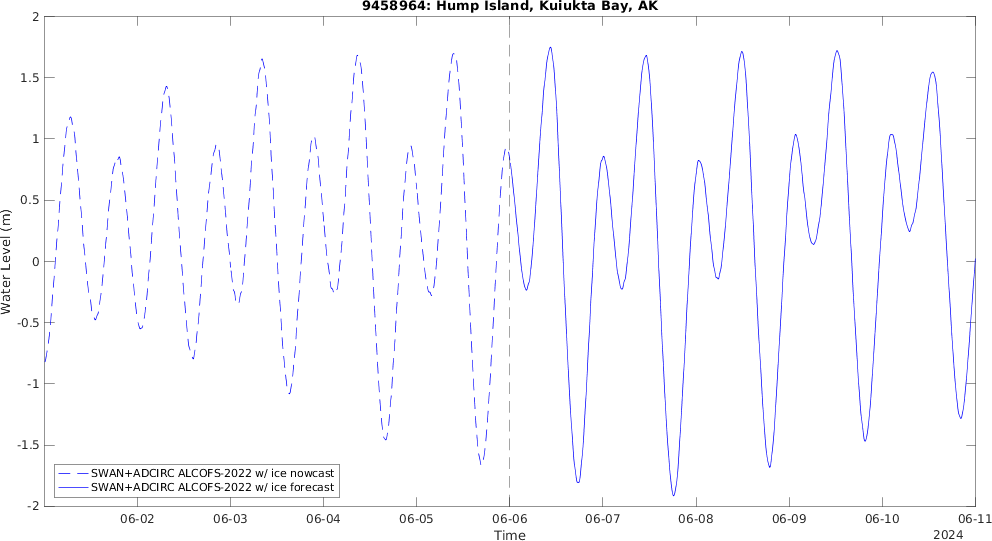 9458964: Hump Island, Kuiukta Bay, AK
2
1.5
1
0.5
0
-0.5
-1
-1.5
-2
Water Level (m)
SWAN+ADCIRC ALCOFS-2022 w/ ice nowcast
SWAN+ADCIRC ALCOFS-2022 w/ ice forecast
06-02 06-03 06-04 06-05 06-06 06-07 06-08 06-09 06-10 06-11
Time
2024